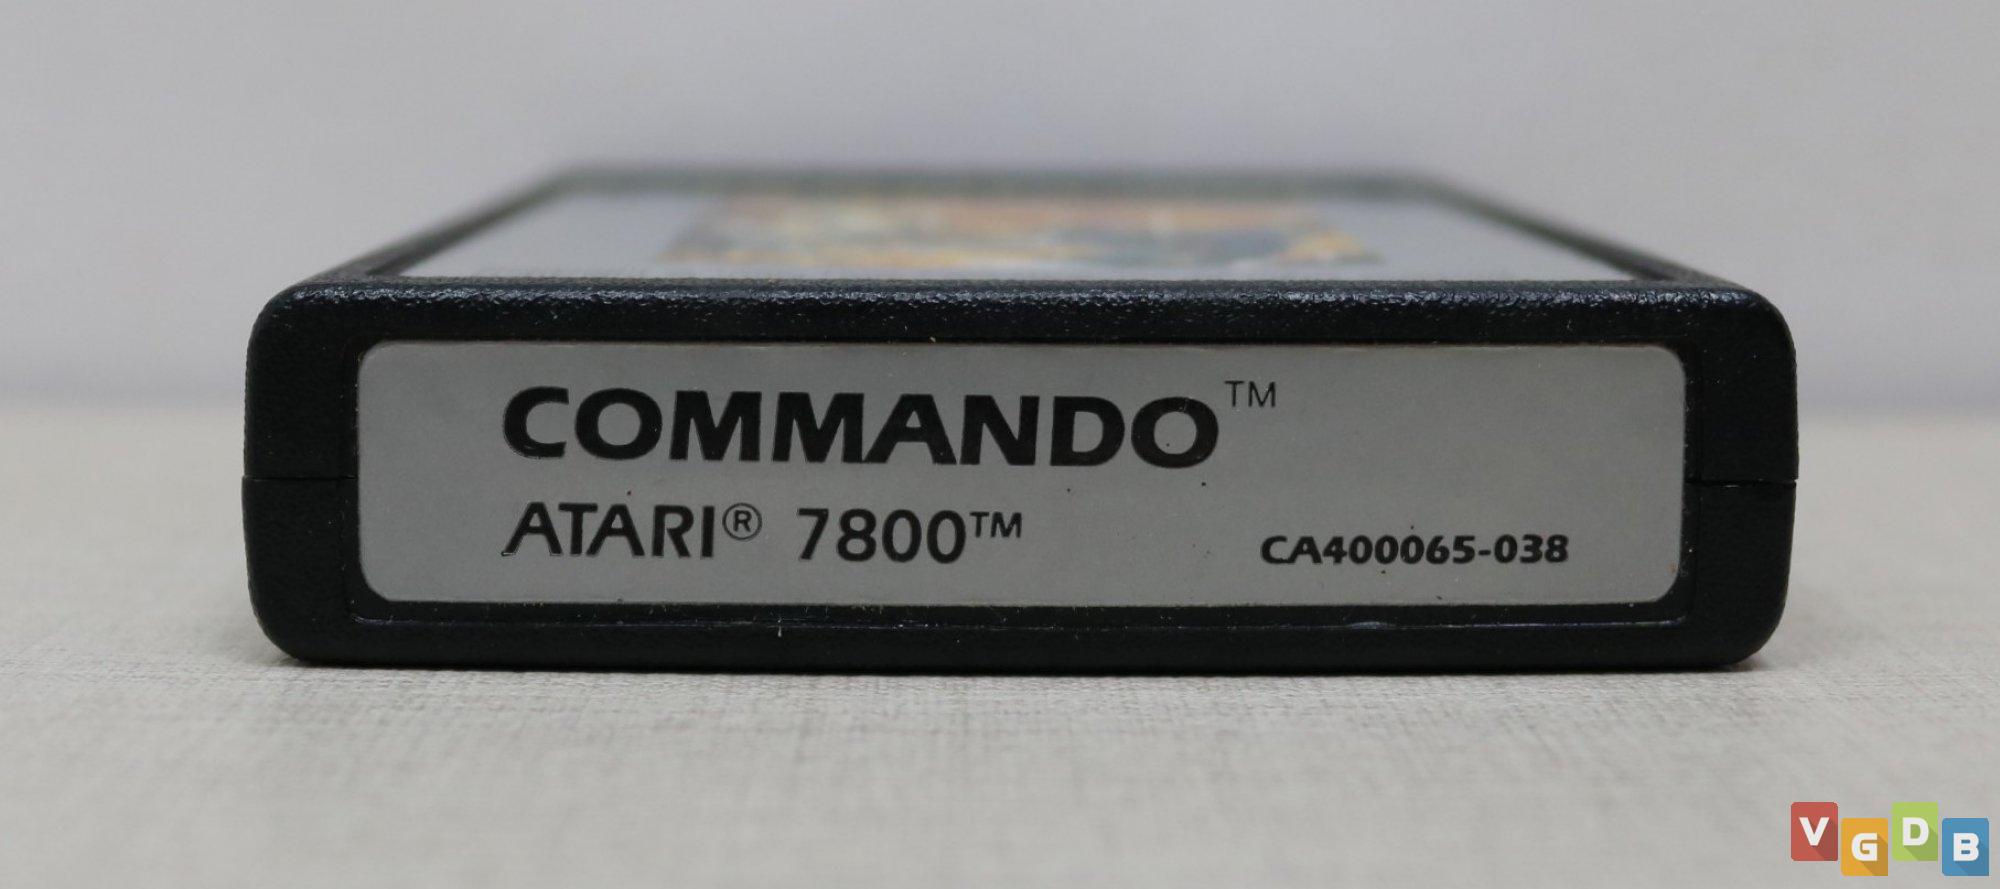 COMMANDO™
ATARI® 7800™
CA400065-038
VGDB